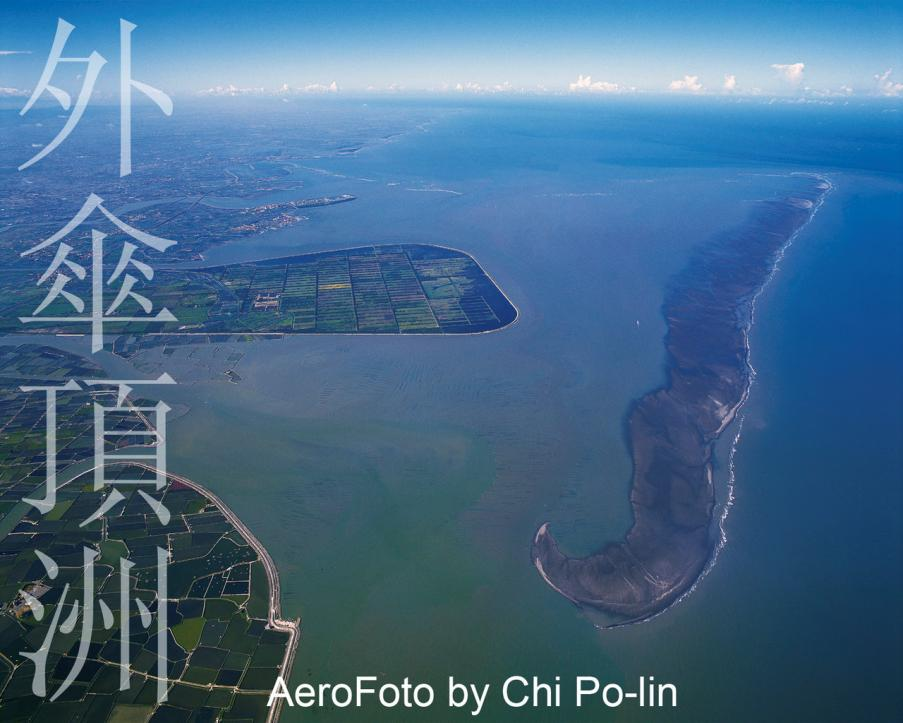 外傘頂洲
AeroFoto by Chi Po-lin